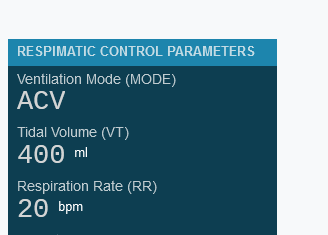 RESPIMATIC CONTROL PARAMETERS
Ventilation Mode (MODE)
ACV
Tidal Volume (VT)
400 ml
Respiration Rate (RR)
20 bpm